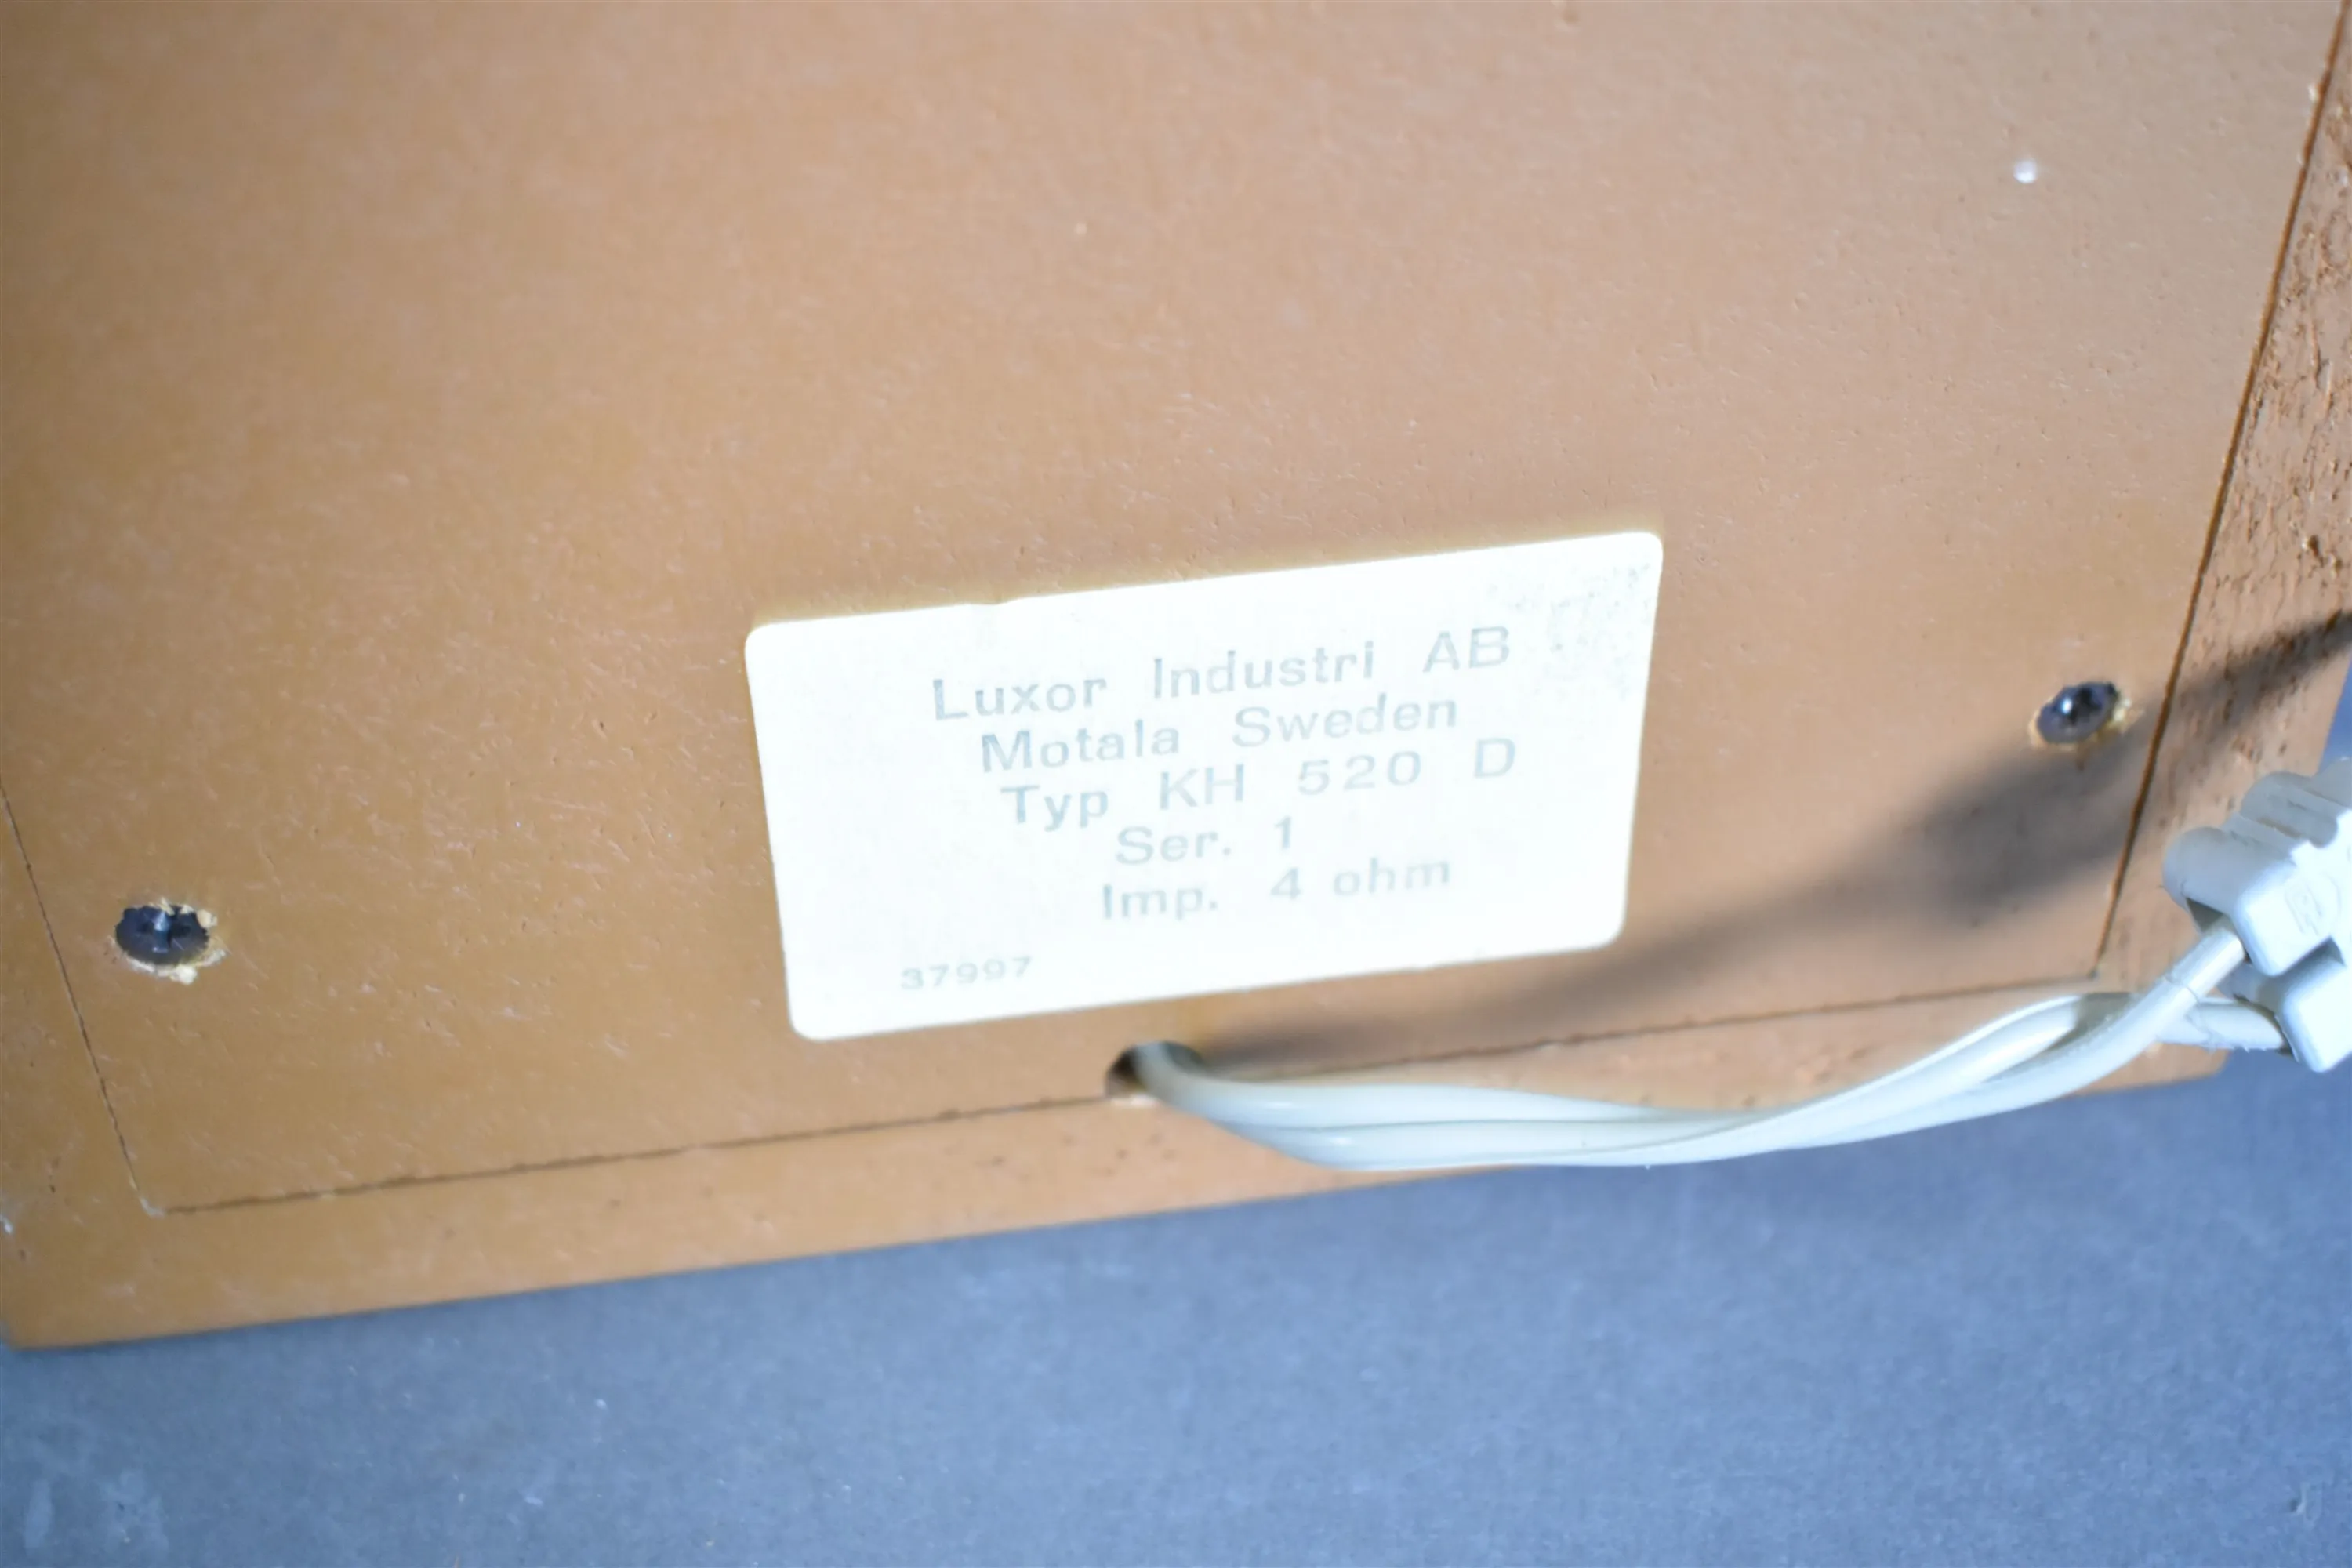 Luxor Industri AB
Motala Sweden
Typ KH 520 D
Ser. 1
Imp. 4 ohm
37997